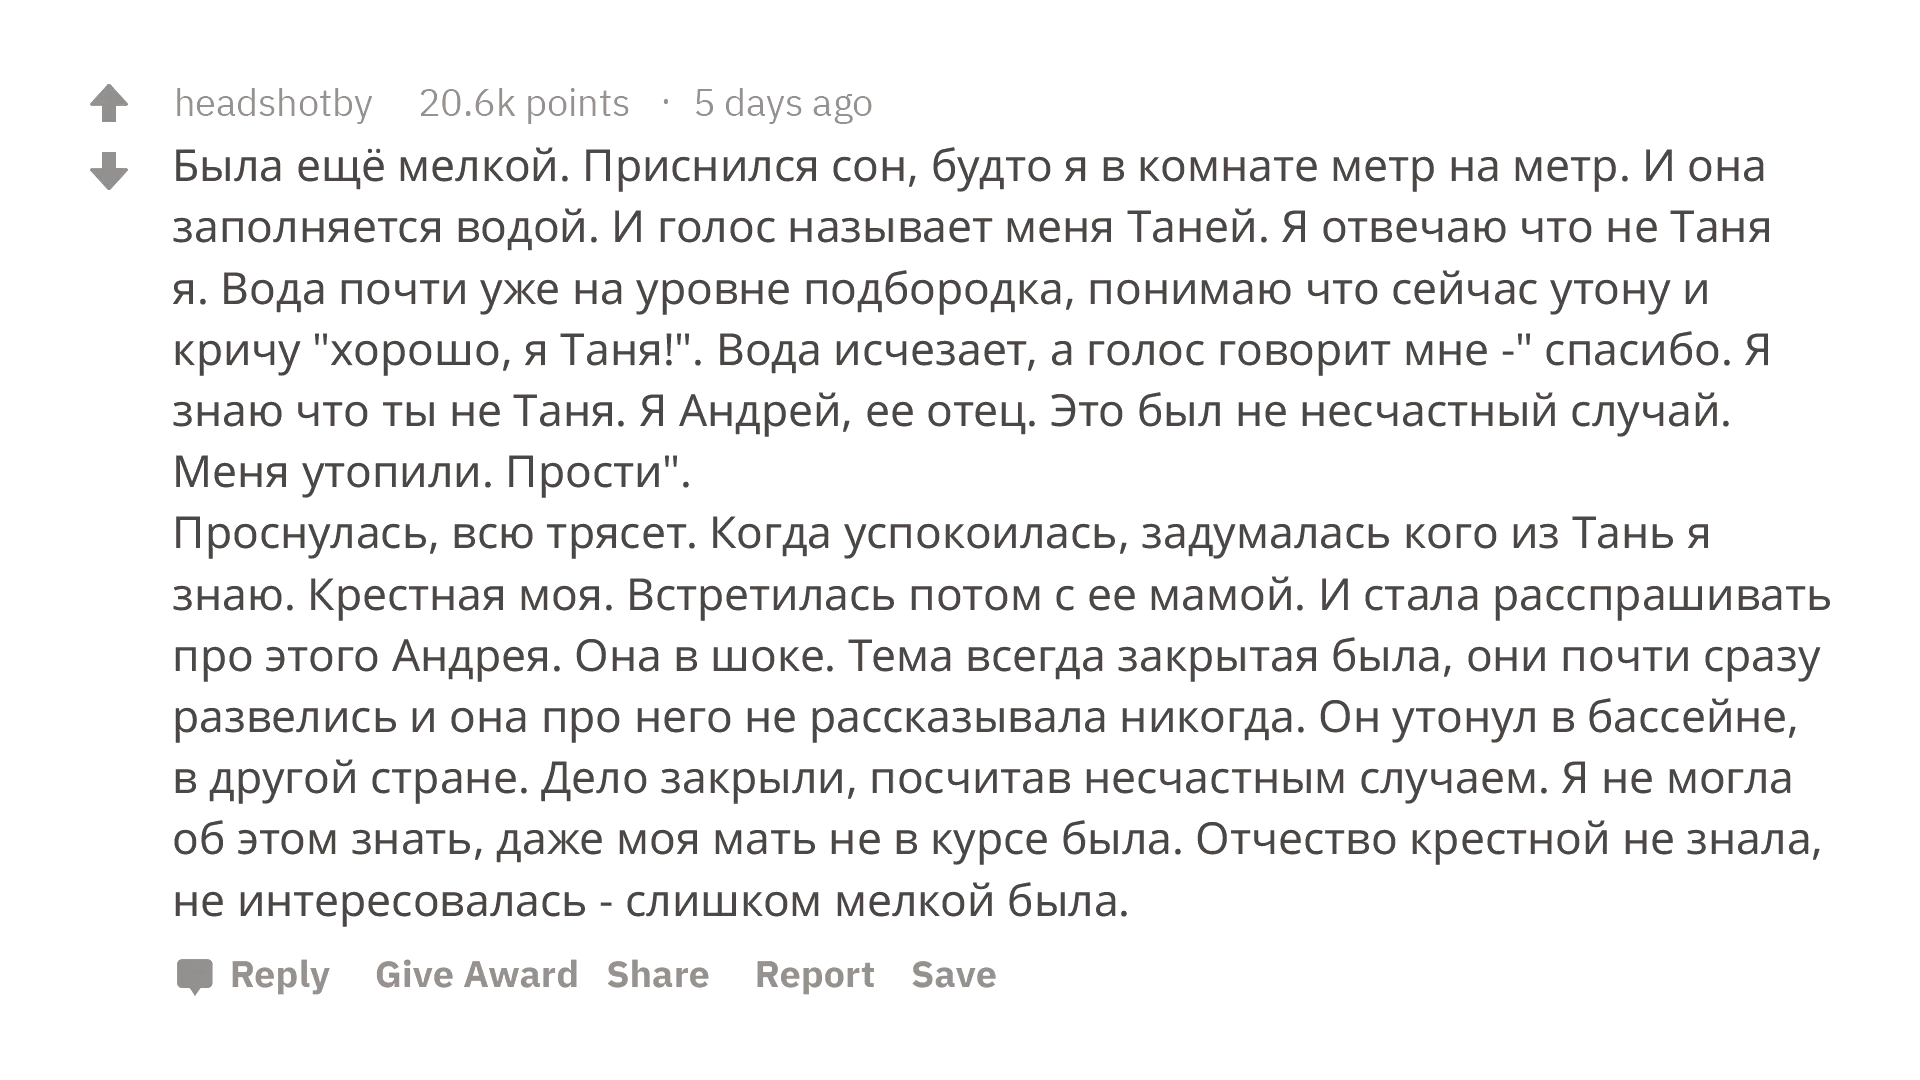 headshotby 20.6k points · 5 days ago
Была ещё мелкой. Приснился сон, будто я в комнате метр на метр. И она
заполняется водой. И голос называет меня Таней. Я отвечаю что не Таня
я. Вода почти уже на уровне подбородка, понимаю что сейчас утону и
кричу "хорошо, я Таня!". Вода исчезает, а голос говорит мне -" спасибо. Я
знаю что ты не Таня. Я Андрей, ее отец. Это был не несчастный случай.
Меня утопили. Прости".
Проснулась, всю трясет. Когда успокоилась, задумалась кого из Тань я
знаю. Крестная моя. Встретилась потом с ее мамой. И стала расспрашивать
про этого Андрея. Она в шоке. Тема всегда закрытая была, они почти сразу
развелись и она про него не рассказывала никогда. Он утонул в бассейне,
в другой стране. Дело закрыли, посчитав несчастным случаем. Я не могла
об этом знать, даже моя мать не в курсе была. Отчество крестной не знала,
не интересовалась - слишком мелкой была.
Reply Give Award Share Report Save